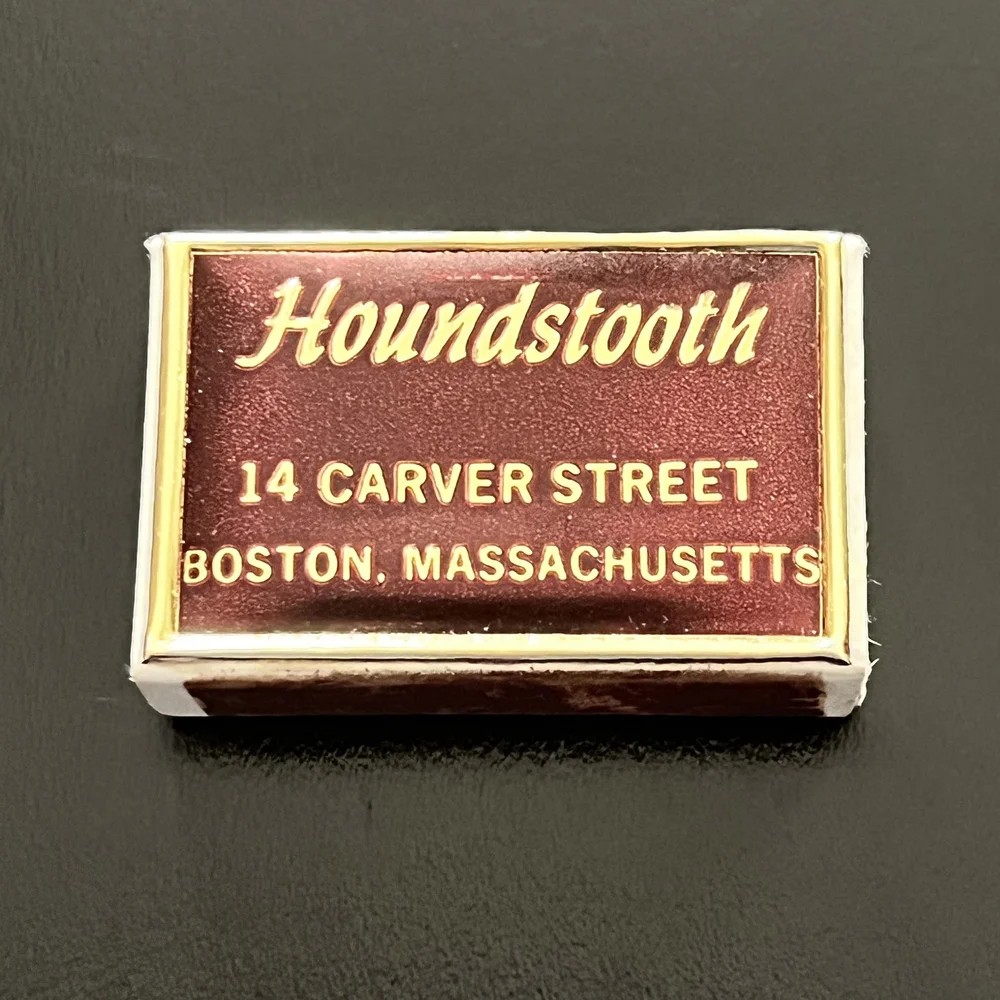 Houndstooth
14 CARVER STREET
BOSTON, MASSACHUSETTS